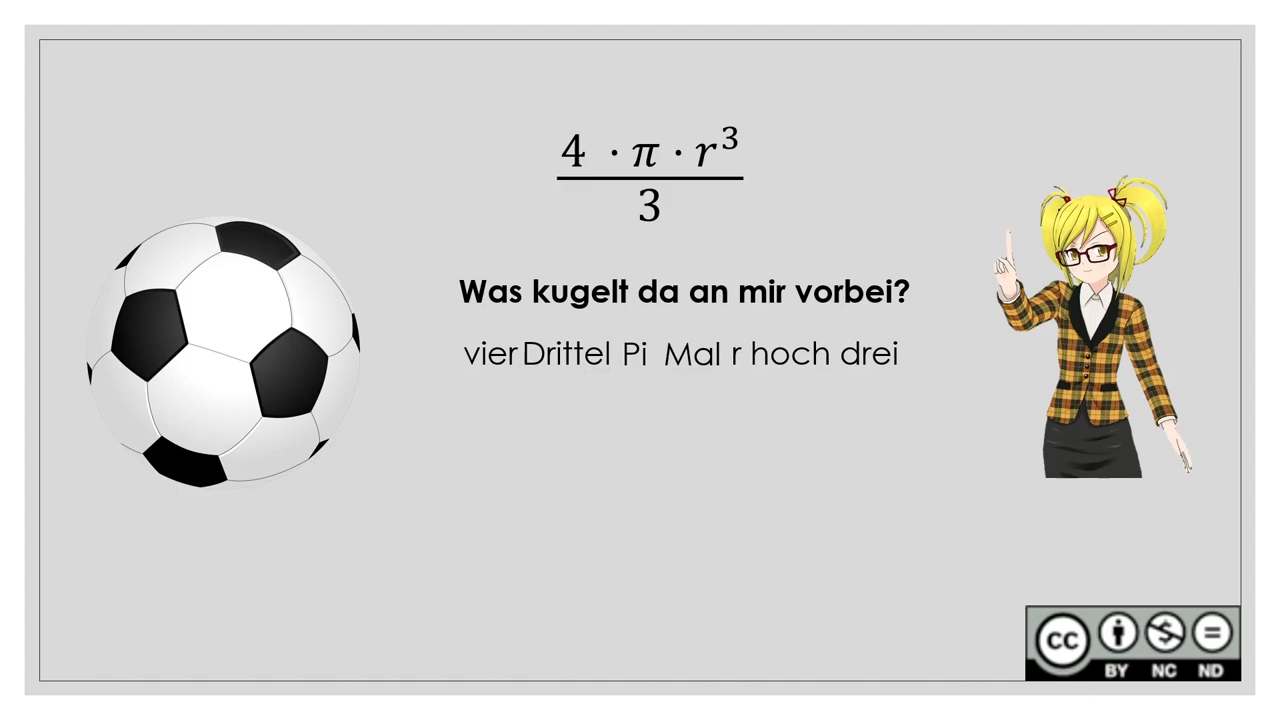 4 · π · r³
3
Was kugelt da an mir vorbei?
vier Drittel Pi Mal r hoch drei
cc
BY NC ND